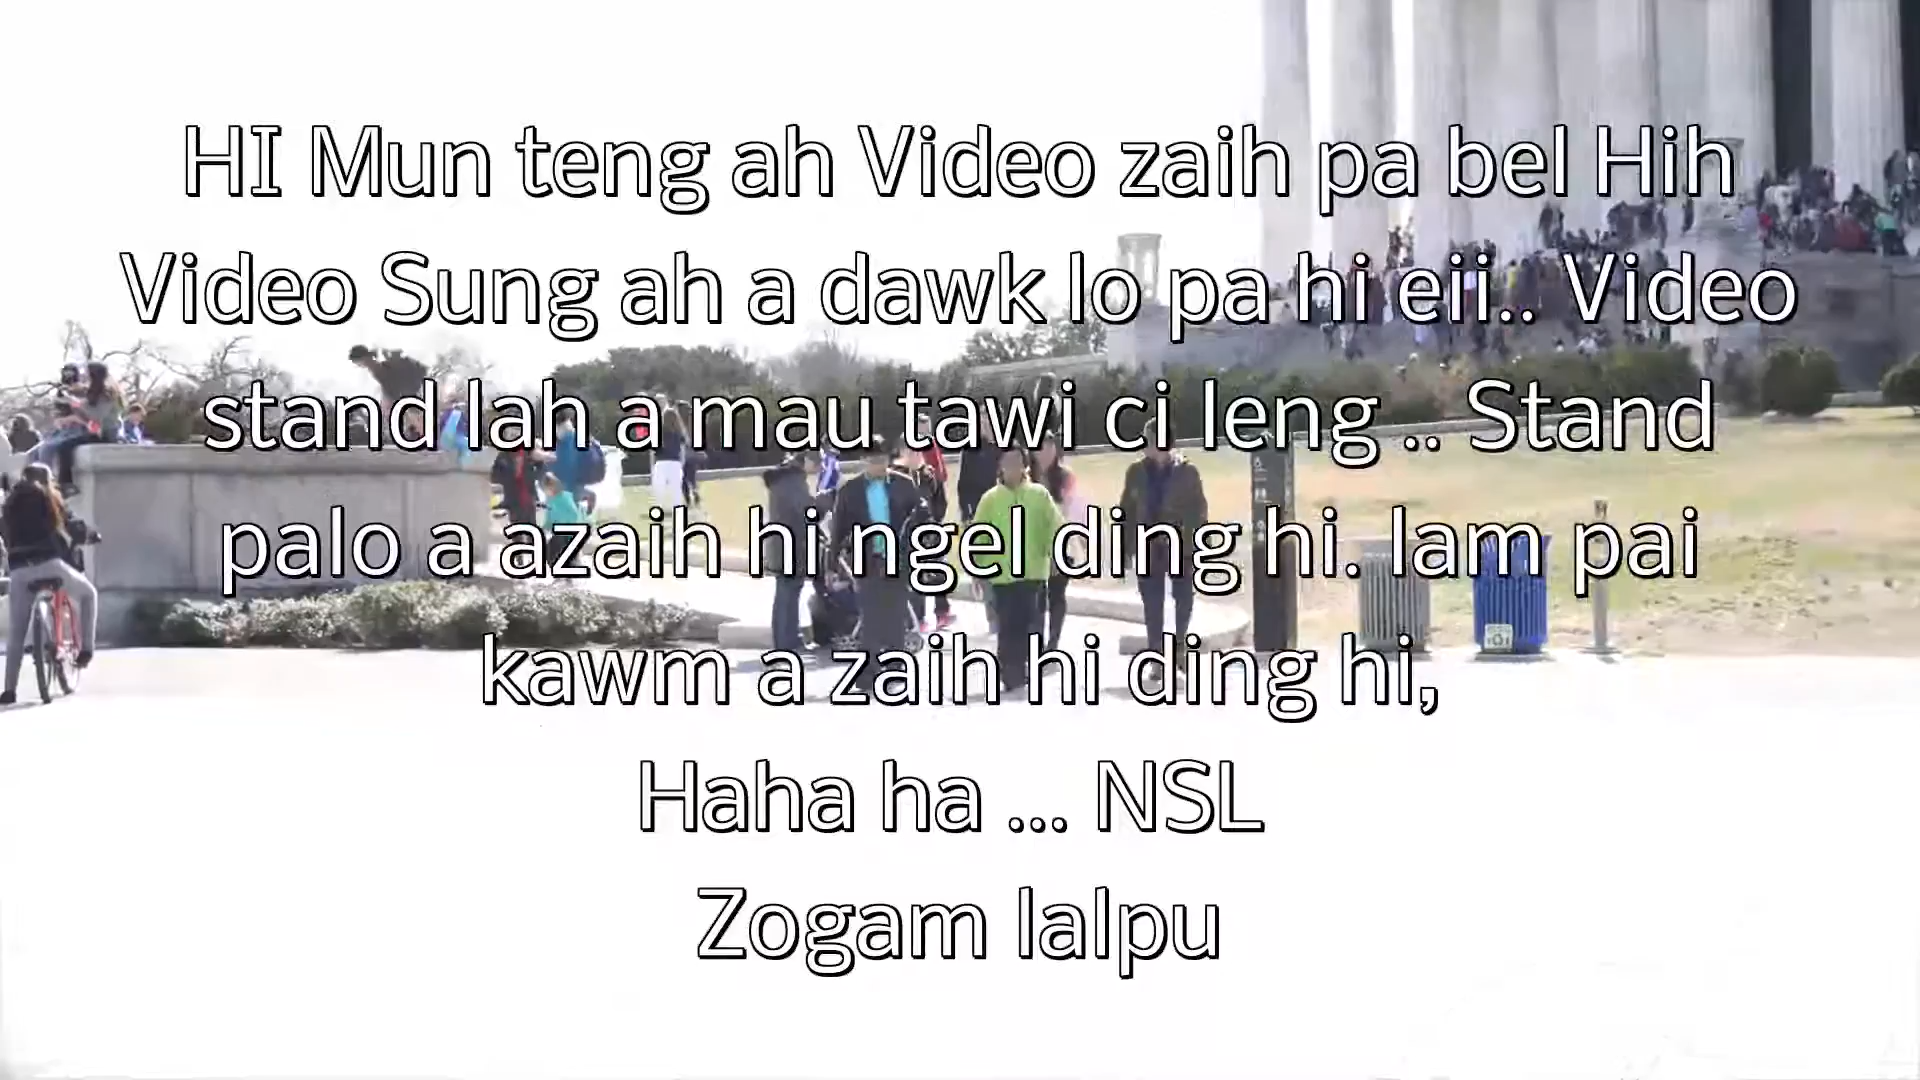 HI Mun teng ah Video zaih pa bel Hih
Video Sung ah a dawk lo pa hi eii.. Video
stand lah a mau tawi ci leng .. Stand
palo a azaih hi ngel ding hi. lam pai
kawm a zaih hi ding hi,
Haha ha ... NSL
Zogam lalpu